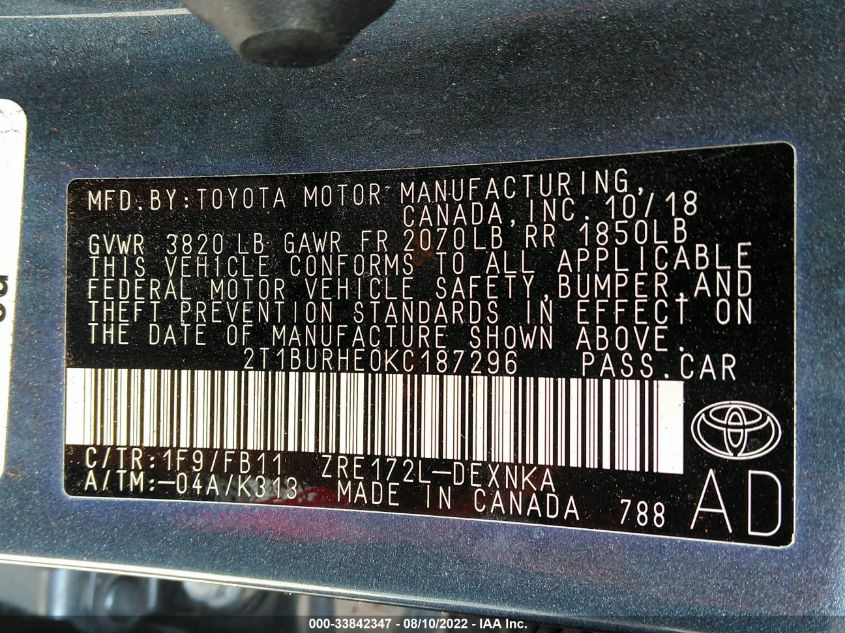 MFD.BY:TOYOTA MOTOR MANUFACTURING,
CANADA,INC. 10/18
GVWR 3820 LB GAWR FR 2070LB RR 1850LB
THIS VEHICLE CONFORMS TO ALL APPLICABLE
FEDERAL MOTOR VEHICLE SAFETY,BUMPER,AND
THEFT PREVENTION STANDARDS IN EFFECT ON
THE DATE OF MANUFACTURE SHOWN ABOVE.
2T1BURHE0KC187296 PASS.CAR
C/TR:1F9/FB11 ZRE172L-DEXNKA
A/TM:-04A/K313 MADE IN CANADA 788 AD
000-33842347 - 08/10/2022 - IAA Inc.